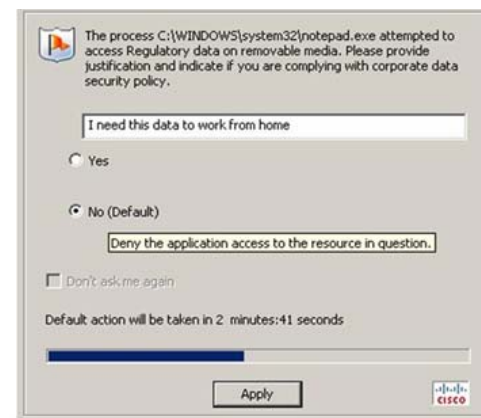 The process C:\WINDOWS\system32\notepad.exe attempted to
access Regulatory data on removable media. Please provide
justification and indicate if you are complying with corporate data
security policy.
I need this data to work from home
Yes
No (Default)
Deny the application access to the resource in question.
Don't ask me again
Default action will be taken in 2 minutes:41 seconds
Apply
CISCO